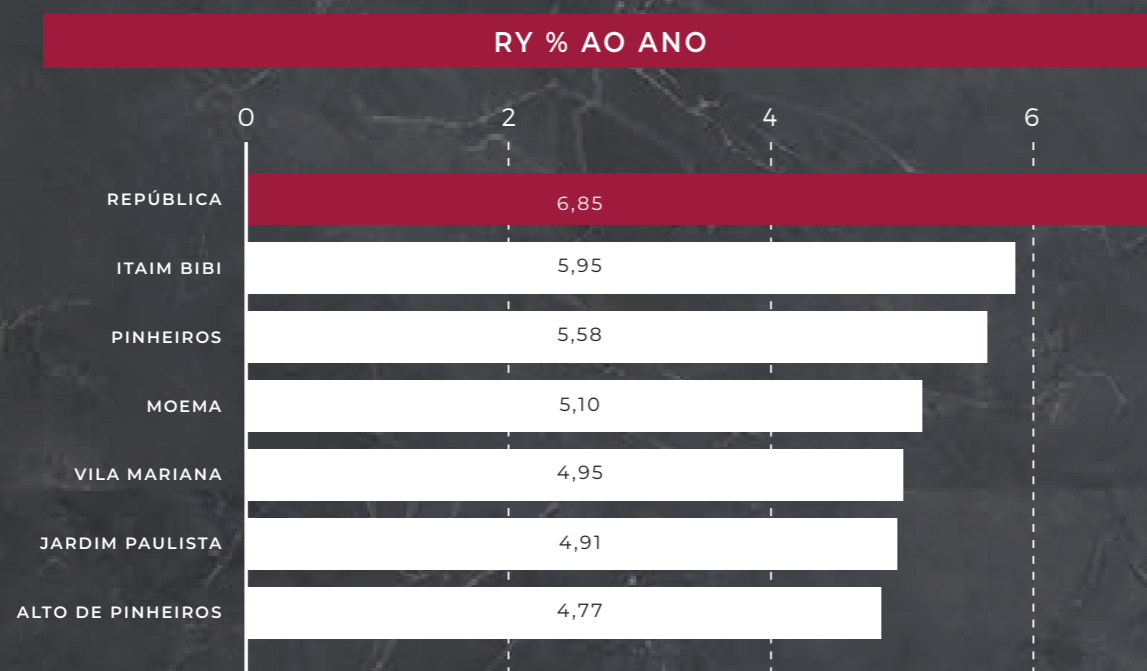 RY % AO ANO
0 2 4 6
REPÚBLICA 6,85
ITAIM BIBI 5,95
PINHEIROS 5,58
MOEMA 5,10
VILA MARIANA 4,95
JARDIM PAULISTA 4,91
ALTO DE PINHEIROS 4,77